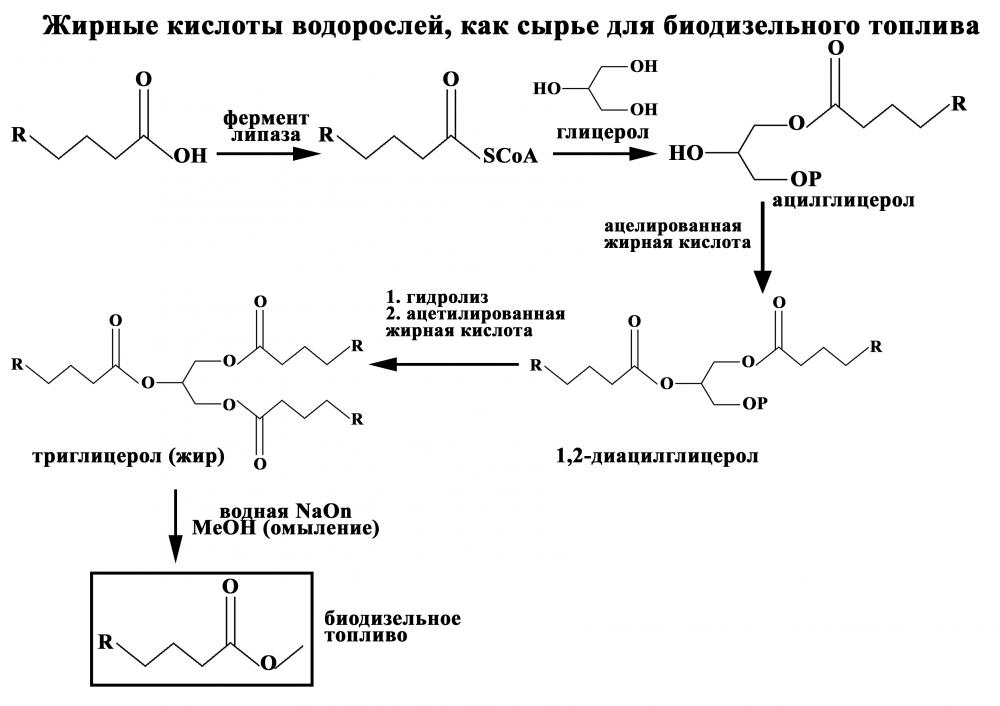 Жирные кислоты водорослей, как сырье для биодизельного топлива
O
R
OH
фермент
липаза
O
R
SCoA
OH
HO
OH
глицерол
O
R
O
HO
OP
ацилглицерол
ацелированная
жирная кислота
O
O
R
R
O
O
OP
1,2-диацилглицерол
1. гидролиз
2. ацетилированная
жирная кислота
O
O
R
R
O
O
O
R
O
триглицерол (жир)
водная NaOn
MeOH (омыление)
O
R
O
биодизельное
топливо